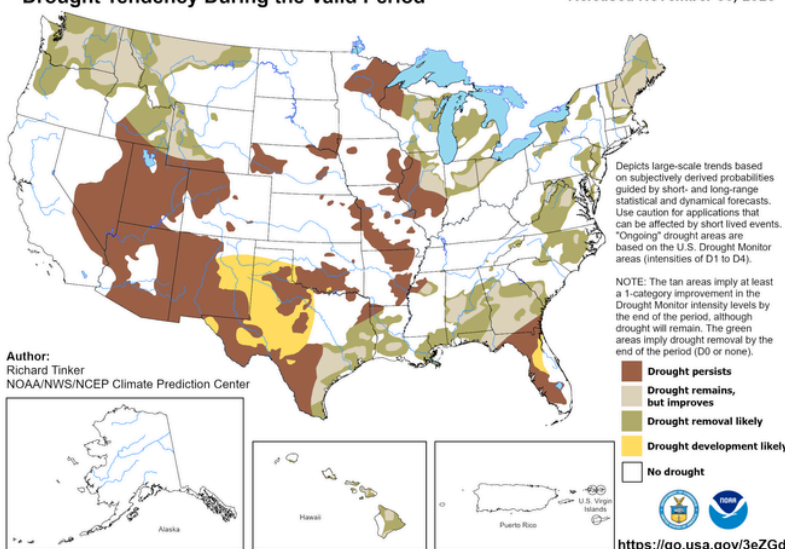 Drought Tendency During the Valid Period
Depicts large-scale trends based
on subjectively derived probabilities
guided by short- and long-range
statistical and dynamical forecasts.
Use caution for applications that
can be affected by short lived events.
"Ongoing" drought areas are
based on the U.S. Drought Monitor
areas (intensities of D1 to D4).
NOTE: The tan areas imply at least
a 1-category improvement in the
Drought Monitor intensity levels by
the end of the period, although
drought will remain. The green
areas imply drought removal by the
end of the period (D0 or none).
Author:
Richard Tinker
NOAA/NWS/NCEP Climate Prediction Center
Drought persists
Drought remains,
but improves
Drought removal likely
Drought development likely
No drought
Alaska
Hawaii
Puerto Rico
U.S. Virgin
Islands
NOAA
https://go.usa.gov/3eZGd